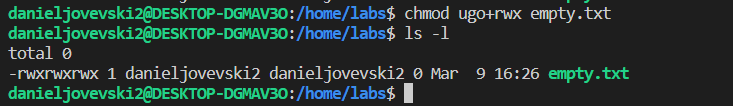 danieljovevski2@DESKTOP-DGMAV3O:/home/labs$ chmod ugo+rwx empty.txt
danieljovevski2@DESKTOP-DGMAV3O:/home/labs$ ls -l
total 0
-rwxrwxrwx 1 danieljovevski2 danieljovevski2 0 Mar  9 16:26 empty.txt
danieljovevski2@DESKTOP-DGMAV3O:/home/labs$